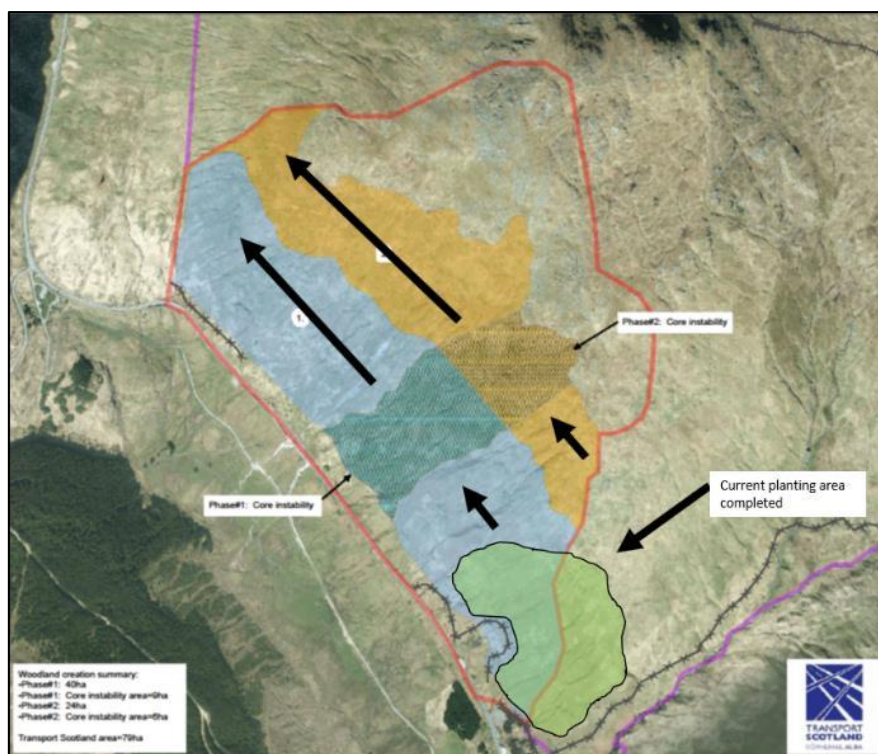 1.
Phase#2: Core instability
Phase#1: Core instability
Current planting area
completed
Woodland creation summary:
•Phase#1: 40ha
•Phase#1: Core instability area=9ha
•Phase#2: 24ha
•Phase#2: Core instability area=6ha
Transport Scotland area=79ha
TRANSPORT
SCOTLAND